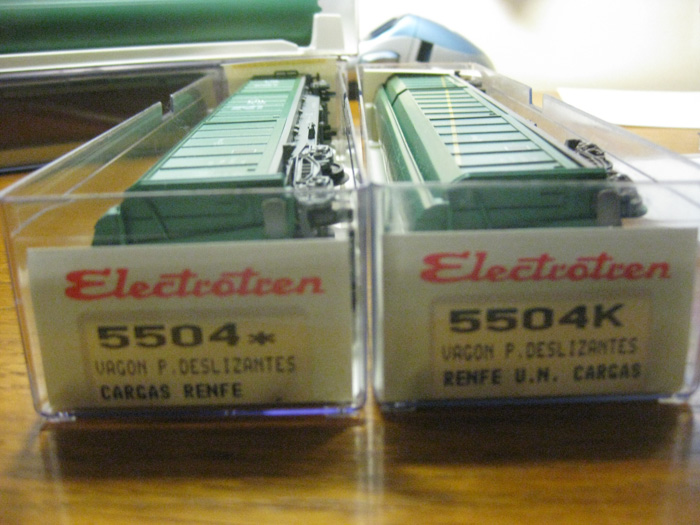 Electrotren
5504*
VAGON P.DESLIZANTES
CARGAS RENFE
Electrotren
5504K
VAGON P.DESLIZANTES
RENFE U.N. CARGAS